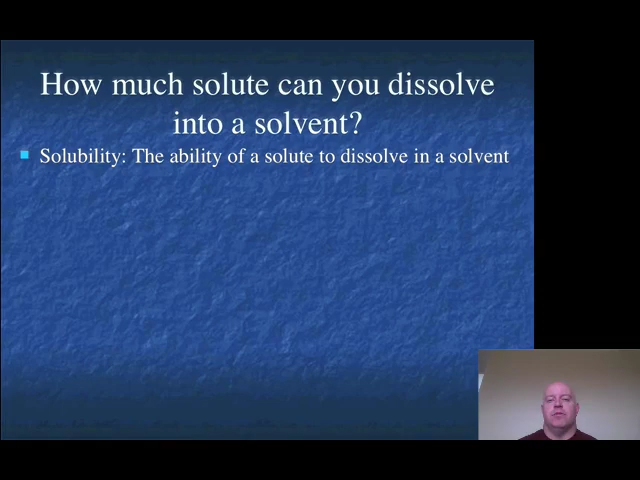 How much solute can you dissolve
into a solvent?
Solubility: The ability of a solute to dissolve in a solvent